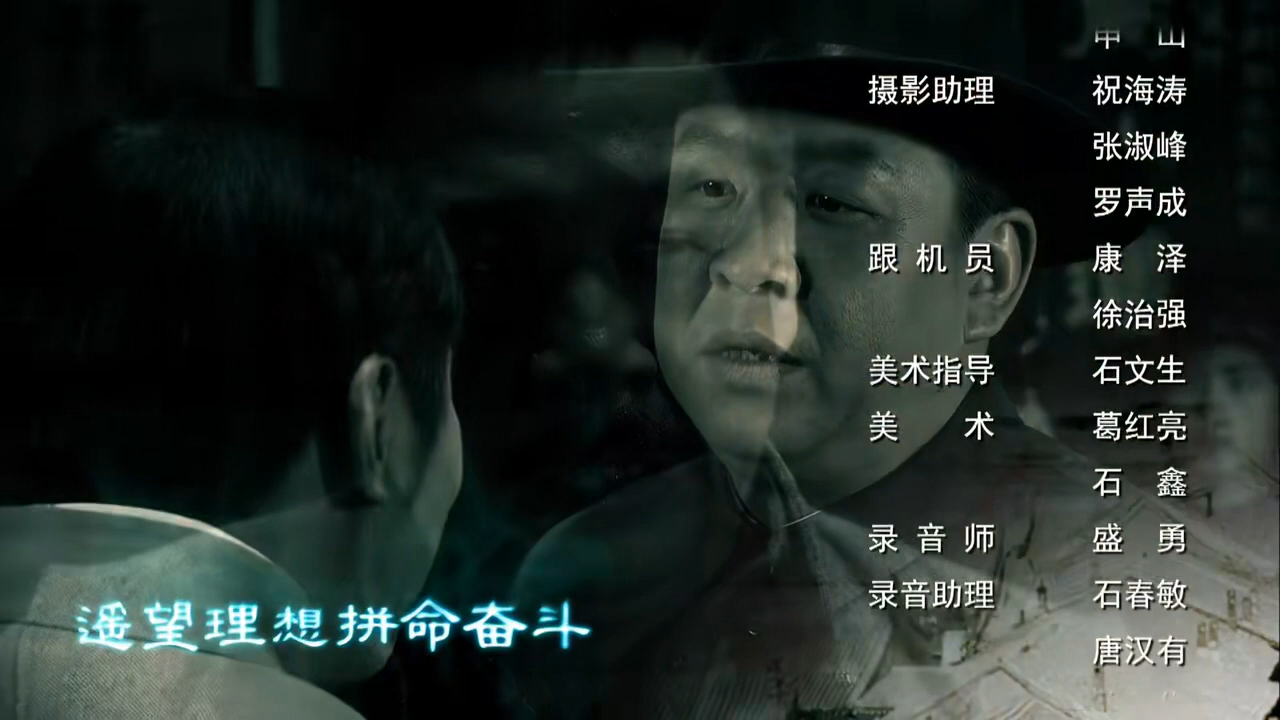 申 山
摄影助理 祝海涛
张淑峰
罗声成
跟机员 康泽
徐治强
美术指导 石文生
美术 葛红亮
石鑫
录音师 盛勇
录音助理 石春敏
唐汉有
遥望理想拼命奋斗